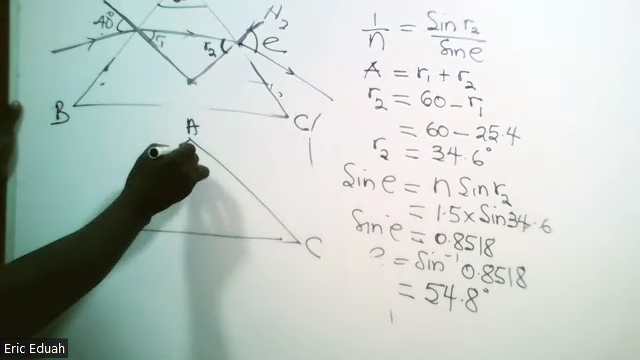 40°
r₁
r₂
N₂
e
B
C
A
C
1/n = Sin r₂/Sin e
A = r₁ + r₂
r₂ = 60 - r₁
= 60 - 25.4
r₂ = 34.6°
Sin e = n Sin r₂
= 1.5 x Sin 34.6
Sin e = 0.8518
= Sin⁻¹ 0.8518
= 54.8°
Eric Eduah